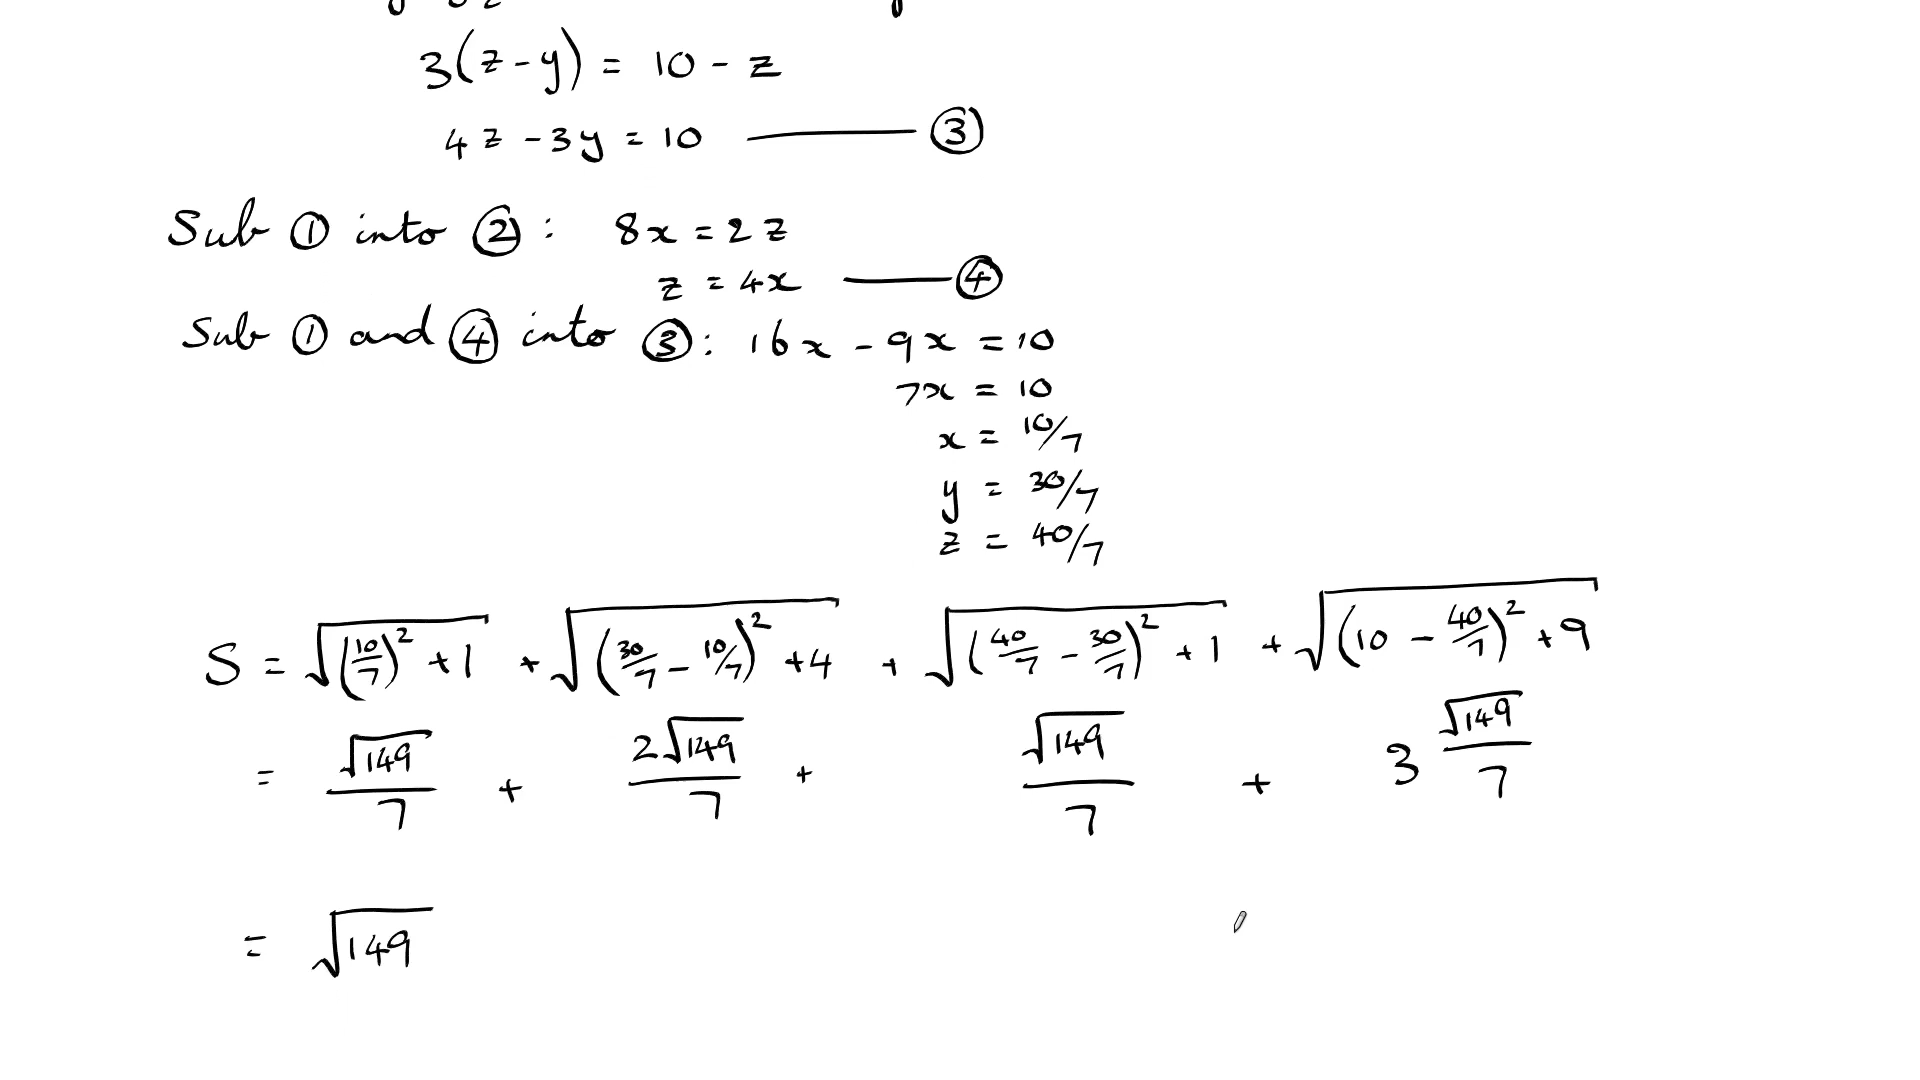 3(z-y) = 10 - z
4z - 3y = 10 ——— ③
Sub ① into ② : 8x = 2z
z = 4x ——— ④
Sub ① and ④ into ③ : 16x - 9x = 10
7x = 10
x = 10/7
y = 30/7
z = 40/7
S = √((10/7)² + 1) + √((30/7 - 10/7)² + 4) + √((40/7 - 30/7)² + 1) + √((10 - 40/7)² + 9)
= √149/7 + 2√149/7 + √149/7 + 3 √149/7
= √149